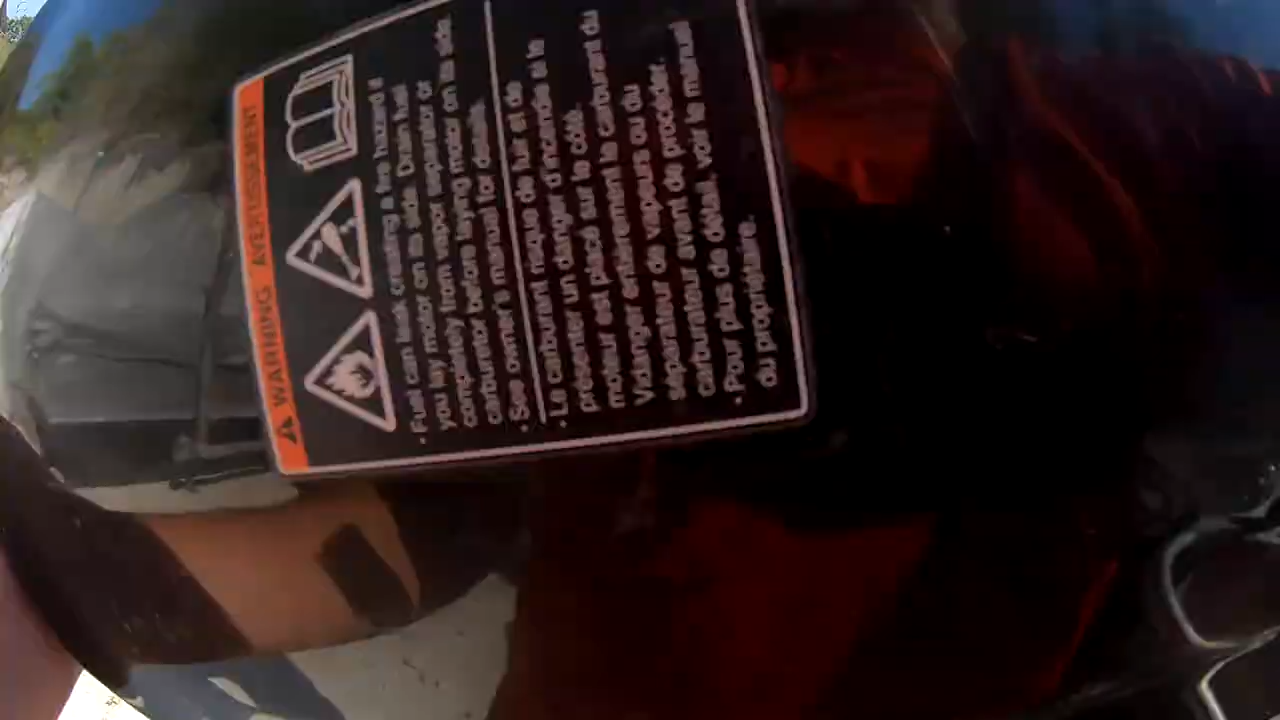 WARNING AVERTISSEMENT
• Fuel can leak creating a fire hazard if
you lay motor on its side. Drain fuel
completely from vapor separator or
carburetor before laying motor on its side.
• See owner's manual for details.
• Le carburant risque de fuir et de
présenter un danger d'incendie si le
moteur est placé sur le côté.
Vidanger entièrement le carburant du
séparateur de vapeurs ou du
carburateur avant de procéder.
• Pour plus de détail, voir le manuel
du propriétaire.